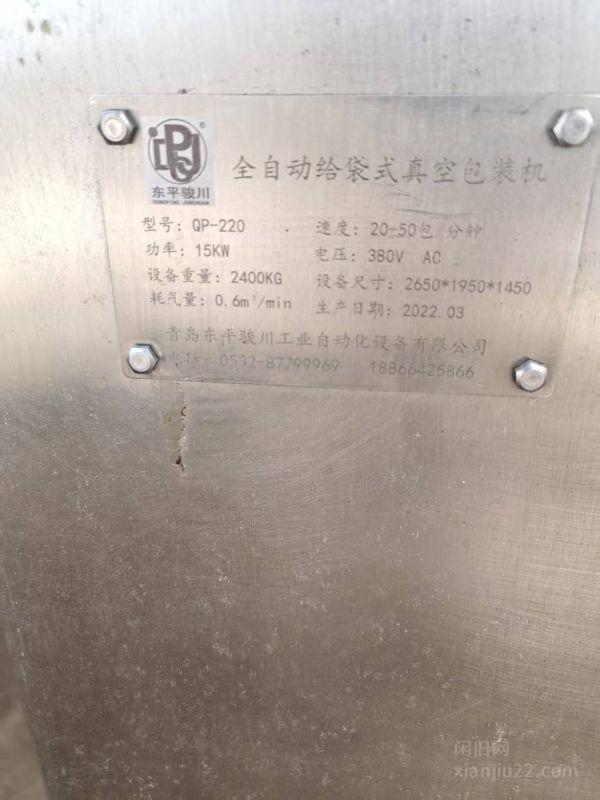 全自动给袋式真空包装机
东平骏川
DONGPING JUNCHUAN
型号: QP-220 速度: 20-50包/分钟
功率: 15KW 电压: 380V AC
设备重量: 2400KG 设备尺寸: 2650*1950*1450
耗气量: 0.6m³/min 生产日期: 2022.03
青岛东平骏川工业自动化设备有限公司
电话: 0532-87799969 18866425866
闲旧网
xianjiu22.com